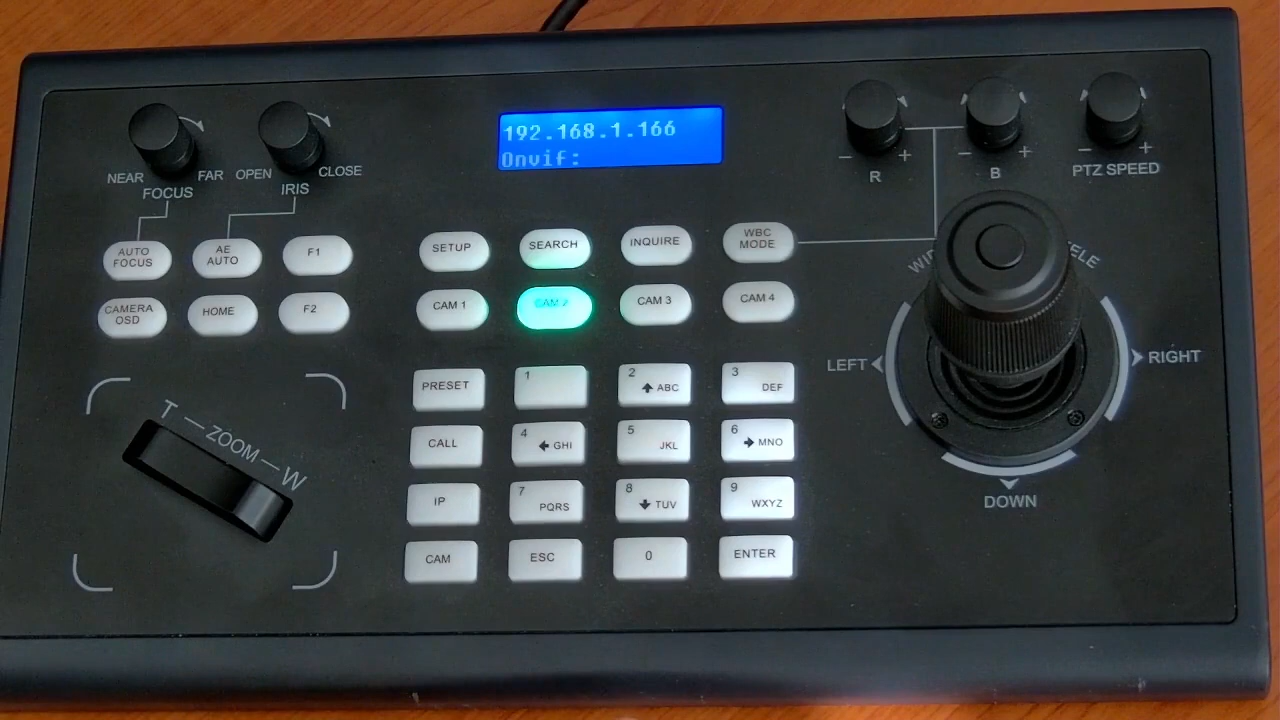 192.168.1.166
Onvif:
NEAR
FAR
FOCUS
OPEN
CLOSE
IRIS
- +
R
- +
B
- +
PTZ SPEED
AUTO
FOCUS
AE
AUTO
F1
SETUP
SEARCH
INQUIRE
WBC
MODE
CAMERA
OSD
HOME
F2
CAM 1
CAM 2
CAM 3
CAM 4
TELE
LEFT
RIGHT
DOWN
T — ZOOM — W
PRESET
1
2 ABC
3 DEF
CALL
4 GHI
5 JKL
6 MNO
IP
7 PQRS
8 TUV
9 WXYZ
CAM
ESC
0
ENTER